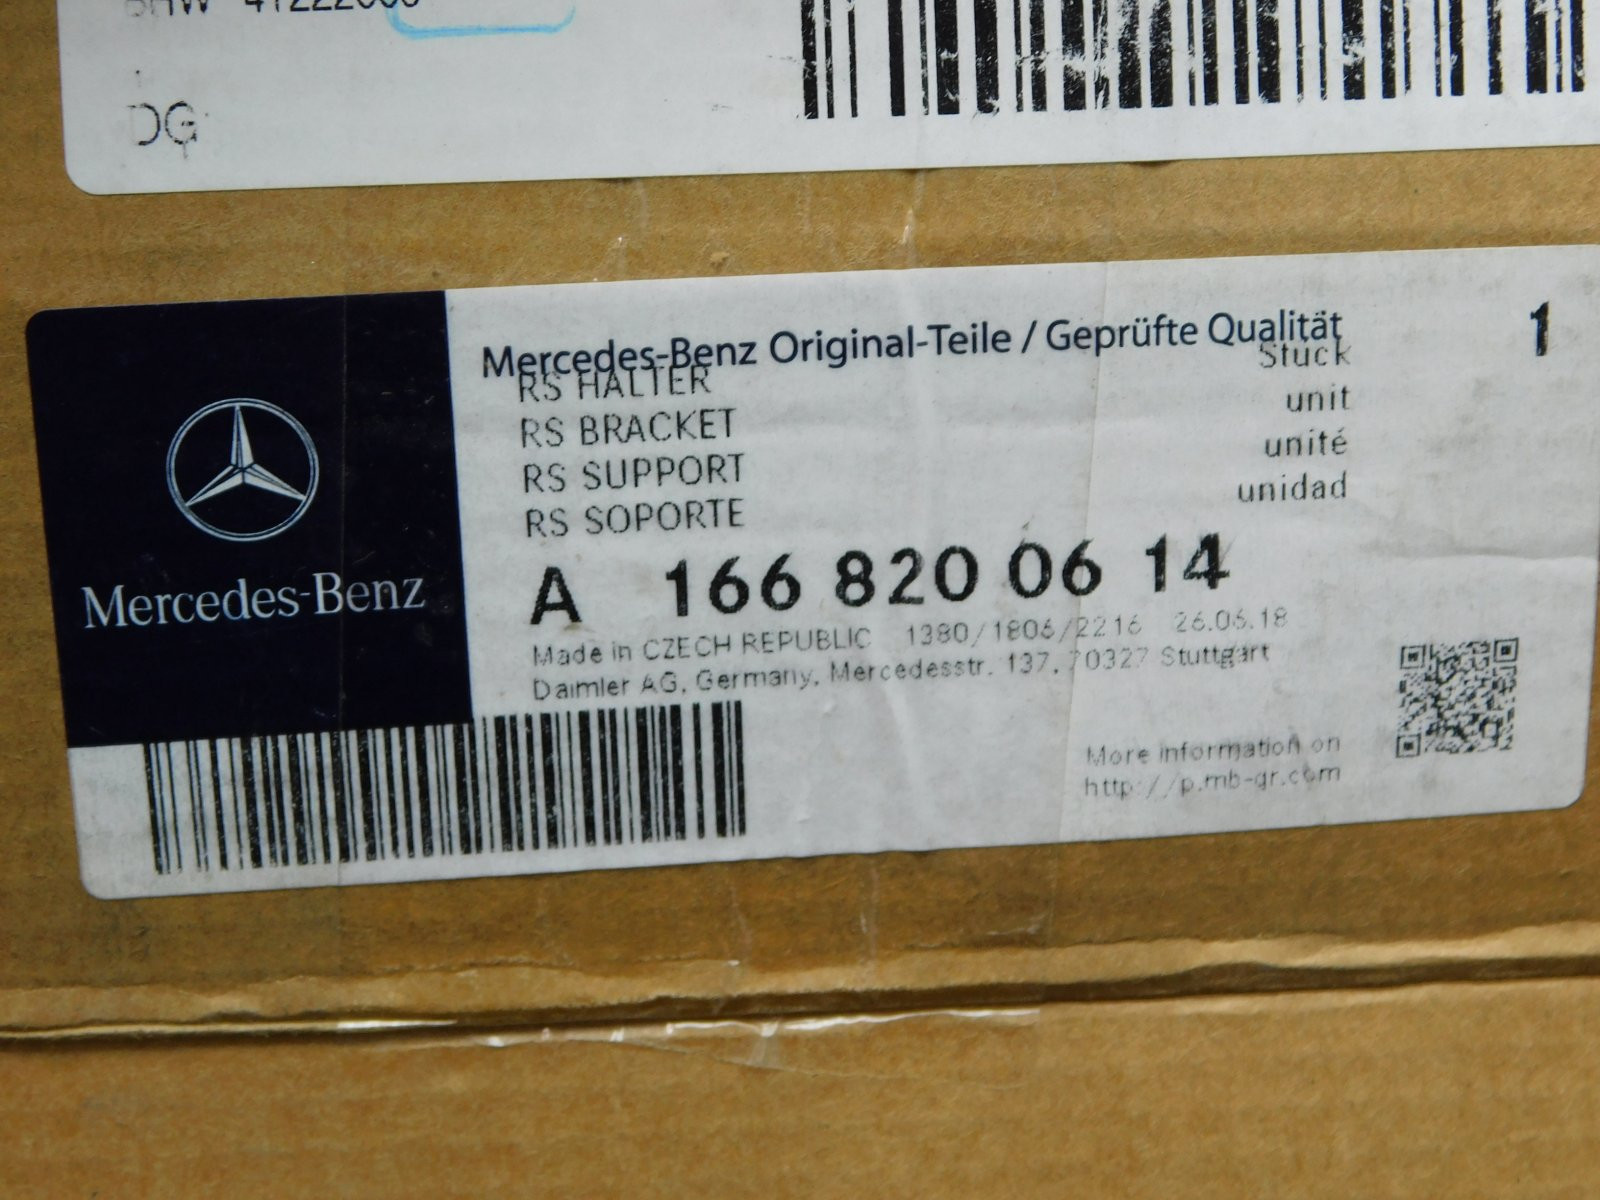 DG
Mercedes-Benz
Mercedes-Benz Original-Teile / Geprüfte Qualität
RS HALTER Stück 1
RS BRACKET unit
RS SUPPORT unité
RS SOPORTE unidad
A 166 820 06 14
Made in CZECH REPUBLIC 1380/1806/2216 26.06.18
Daimler AG, Germany, Mercedesstr. 137, 70327 Stuttgart
More information on
http://p.mb-qr.com